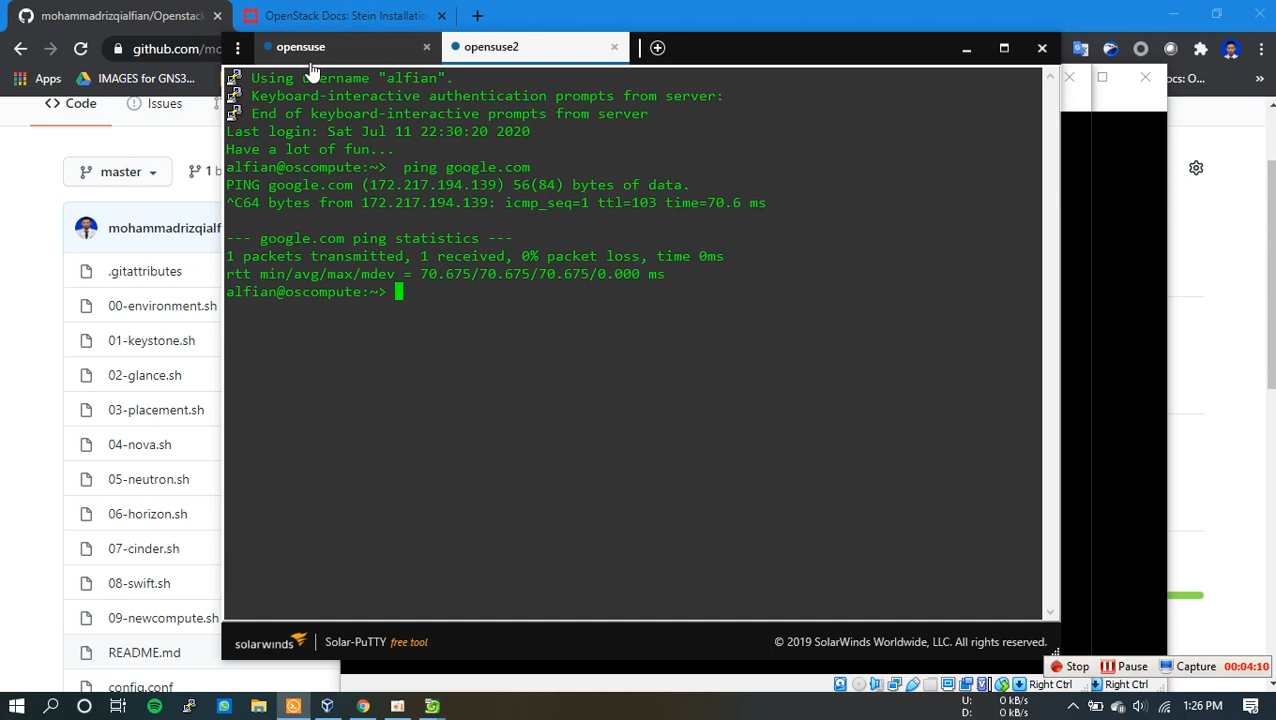 mohammadrizqialfian/Openstack
OpenStack Docs: Stein Installation
github.com/mo
Apps
IMAGES for GNS3...
ocs: O...
Code
Issues
master
1 b
mohammadrizqialf
.gitattributes
00-environment.sh
01-keystone.sh
02-glance.sh
03-placement.sh
04-nova.sh
05-neutron.sh
06-horizon.sh
07-cinder.sh
08-swift.sh
09-newcompute.sh
README.md
config.conf
opensuse
opensuse2
Using username "alfian".
Keyboard-interactive authentication prompts from server:
End of keyboard-interactive prompts from server
Last login: Sat Jul 11 22:30:20 2020
Have a lot of fun...
alfian@oscompute:~>  ping google.com
PING google.com (172.217.194.139) 56(84) bytes of data.
^C64 bytes from 172.217.194.139: icmp_seq=1 ttl=103 time=70.6 ms
--- google.com ping statistics ---
1 packets transmitted, 1 received, 0% packet loss, time 0ms
rtt min/avg/max/mdev = 70.675/70.675/70.675/0.000 ms
alfian@oscompute:~>
solarwinds
Solar-PuTTY free tool
© 2019 SolarWinds Worldwide, LLC. All rights reserved.
Stop
Pause
Capture
00:04:10
Right Ctrl
Right Ctrl
U: 0 kB/s
D: 0 kB/s
1:26 PM